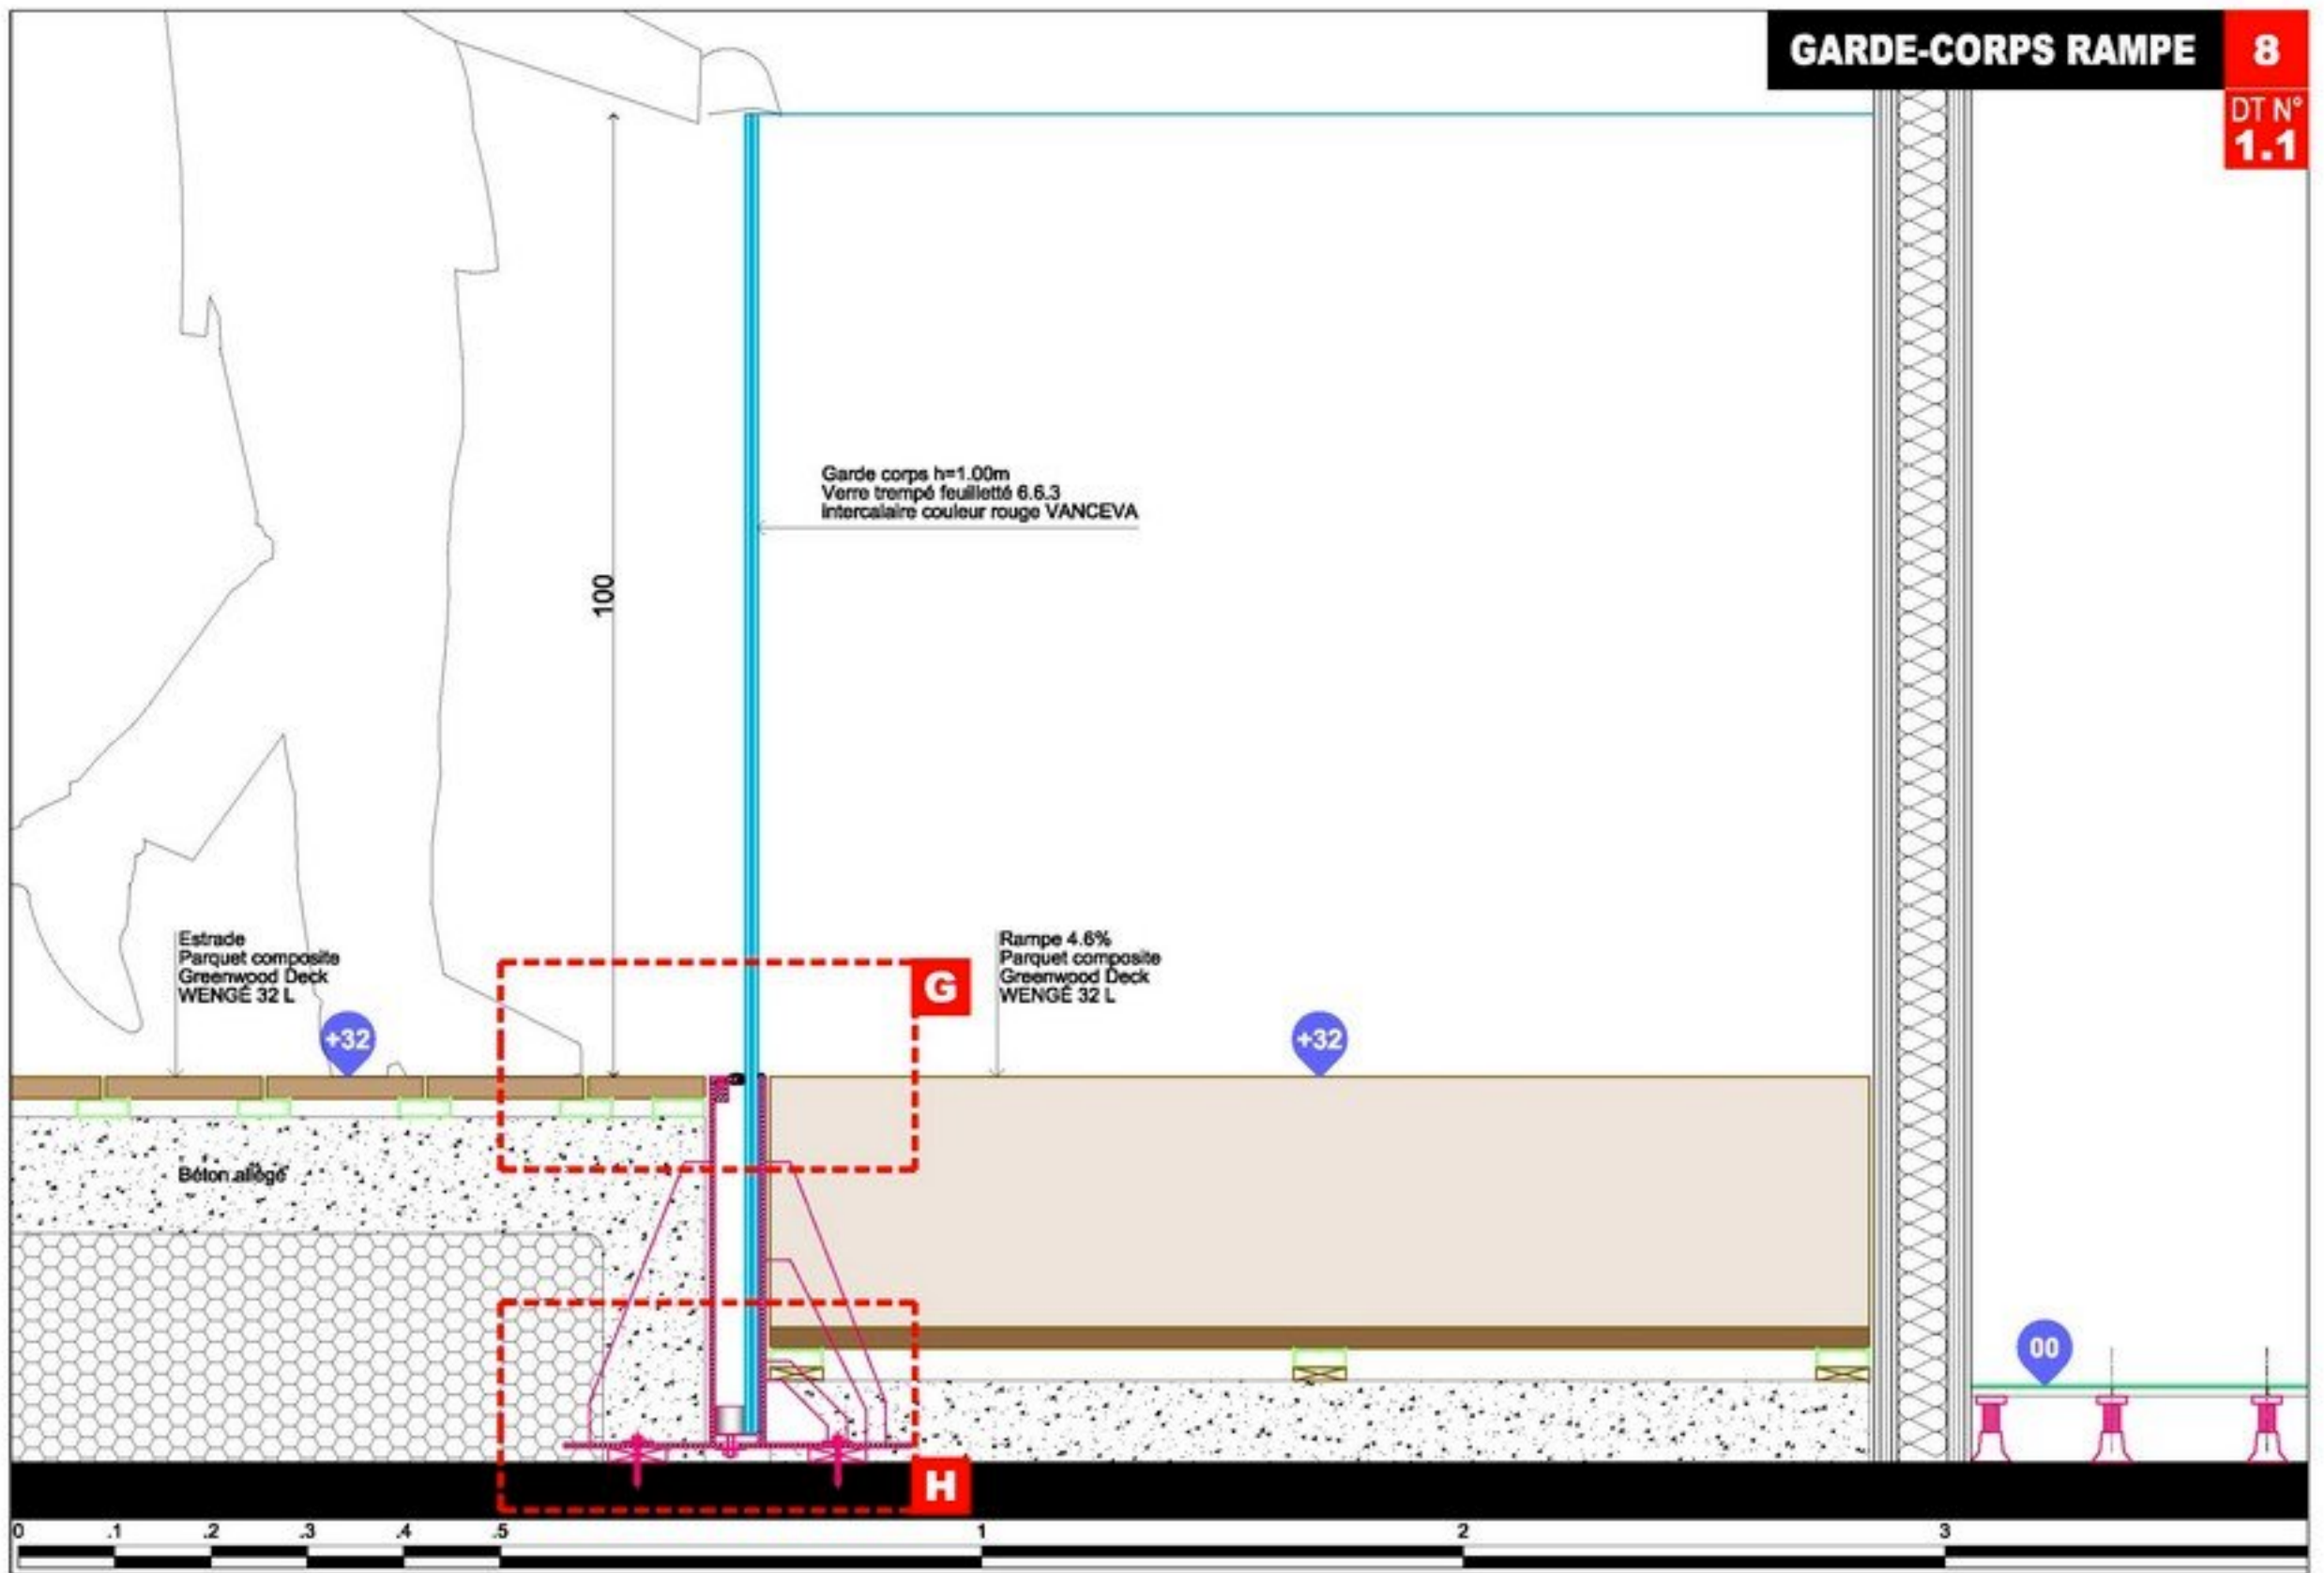 GARDE-CORPS RAMPE 8
DT N°
1.1
Garde corps h=1.00m
Verre trempé feuilletté 6.6.3
intercalaire couleur rouge VANCEVA
100
Estrade
Parquet composite
Greenwood Deck
WENGÉ 32 L
G
Rampe 4.6%
Parquet composite
Greenwood Deck
WENGÉ 32 L
+32
+32
Béton allégé
00
H
0 .1 .2 .3 .4 .5 1 2 3